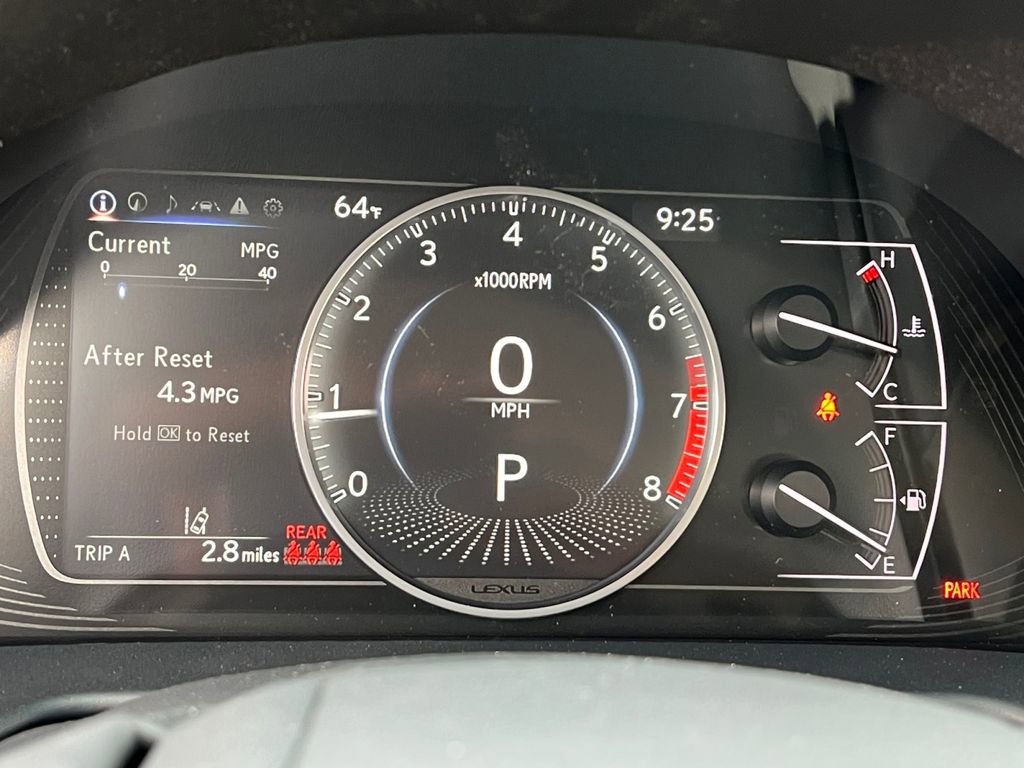 64°F
9:25
Current MPG
0 20 40
After Reset
4.3 MPG
Hold OK to Reset
TRIP A 2.8 miles
REAR
0 1 2 3 4 5 6 7 8
x1000RPM
0
MPH
P
LEXUS
H
C
F
E
PARK